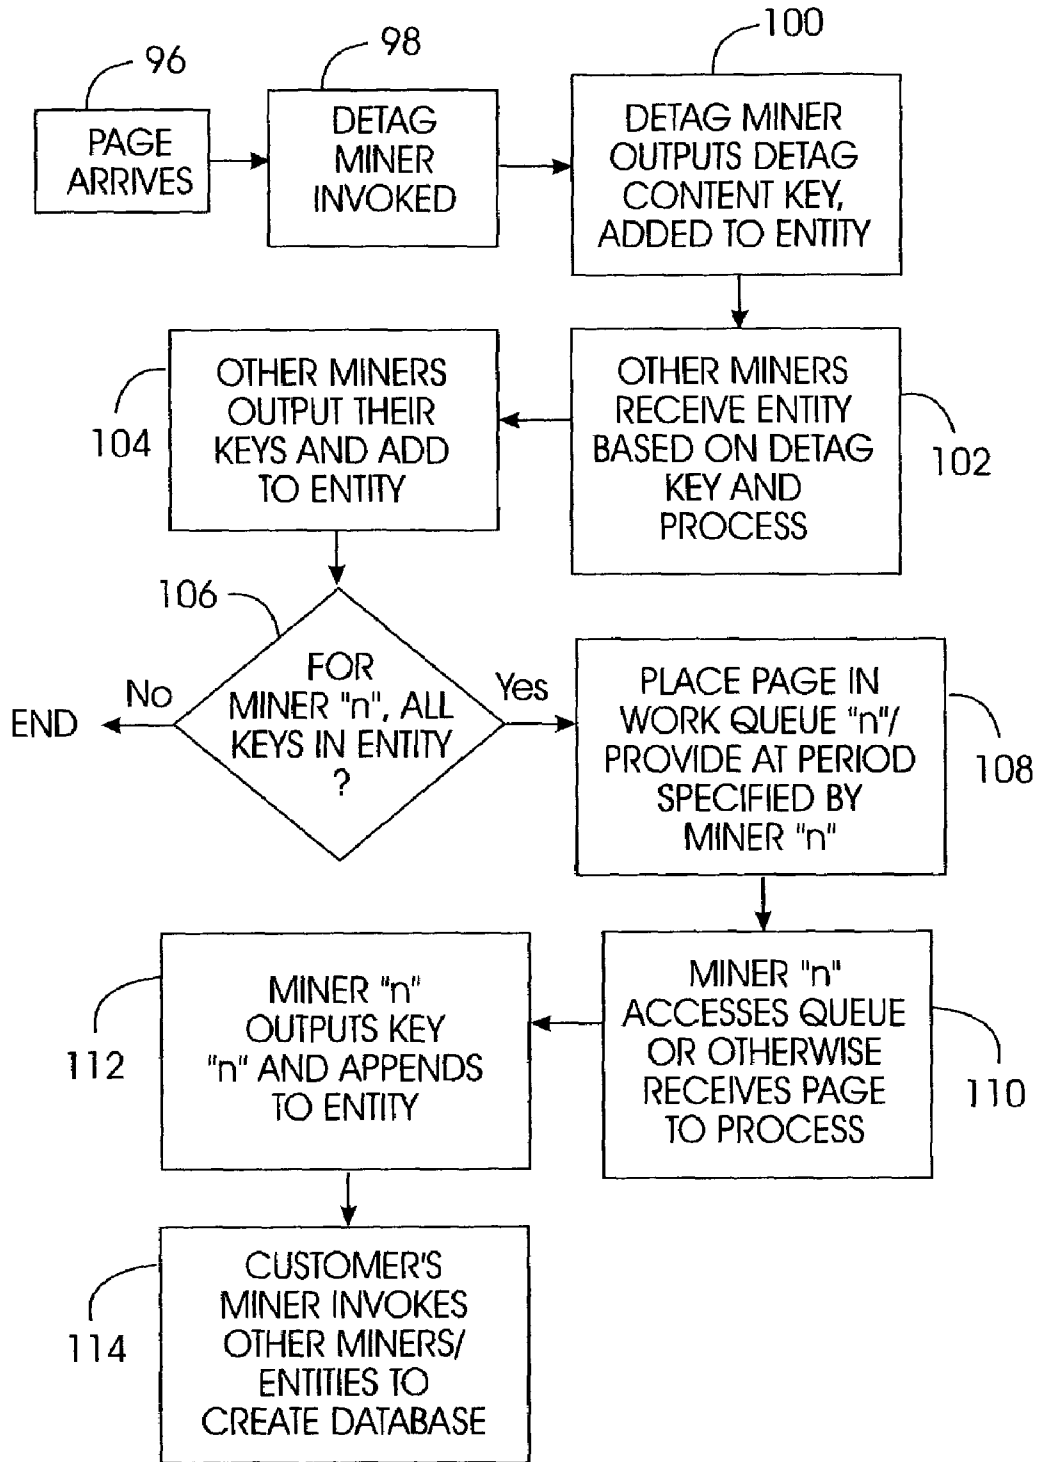 96
PAGE
ARRIVES
98
DETAG
MINER
INVOKED
100
DETAG MINER
OUTPUTS DETAG
CONTENT KEY,
ADDED TO ENTITY
OTHER MINERS
RECEIVE ENTITY
BASED ON DETAG
KEY AND
PROCESS
102
OTHER MINERS
OUTPUT THEIR
KEYS AND ADD
TO ENTITY
104
106
FOR
MINER "n", ALL
KEYS IN ENTITY
?
No
END
Yes
PLACE PAGE IN
WORK QUEUE "n"/
PROVIDE AT PERIOD
SPECIFIED BY
MINER "n"
108
MINER "n"
ACCESSES QUEUE
OR OTHERWISE
RECEIVES PAGE
TO PROCESS
110
MINER "n"
OUTPUTS KEY
"n" AND APPENDS
TO ENTITY
112
CUSTOMER'S
MINER INVOKES
OTHER MINERS/
ENTITIES TO
CREATE DATABASE
114